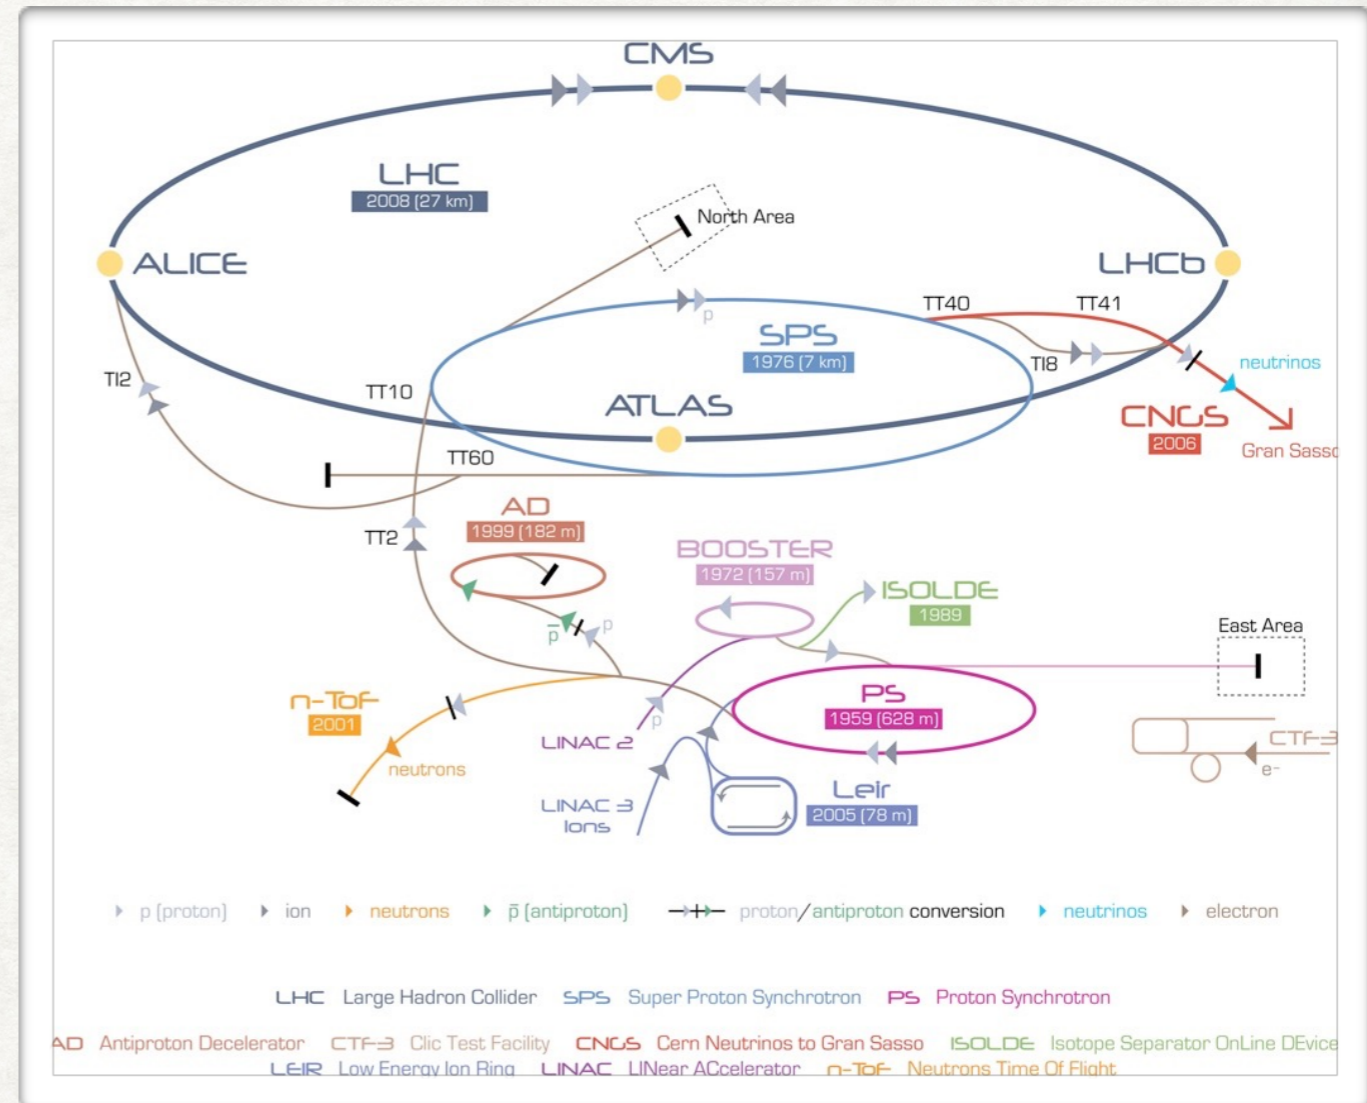 CMS
LHC
2008 (27 km)
North Area
ALICE
LHCb
TT40
TT41
p
SPS
1976 (7 km)
TI8
neutrinos
TI2
TT10
ATLAS
CNGS
2006
Gran Sasso
TT60
AD
1999 (182 m)
TT2
BOOSTER
1972 (157 m)
ISOLDE
1989
p̅
p
East Area
n-ToF
2001
PS
1959 (628 m)
p
LINAC 2
neutrons
CTF-3
e-
LINAC 3
Ions
Leir
2005 (78 m)
p (proton) ion neutrons p̅ (antiproton) proton/antiproton conversion neutrinos electron
LHC Large Hadron Collider SPS Super Proton Synchrotron PS Proton Synchrotron
AD Antiproton Decelerator CTF-3 Clic Test Facility CNGS Cern Neutrinos to Gran Sasso ISOLDE Isotope Separator OnLine DEvice
LEIR Low Energy Ion Ring LINAC LINear ACcelerator n-ToF Neutrons Time Of Flight